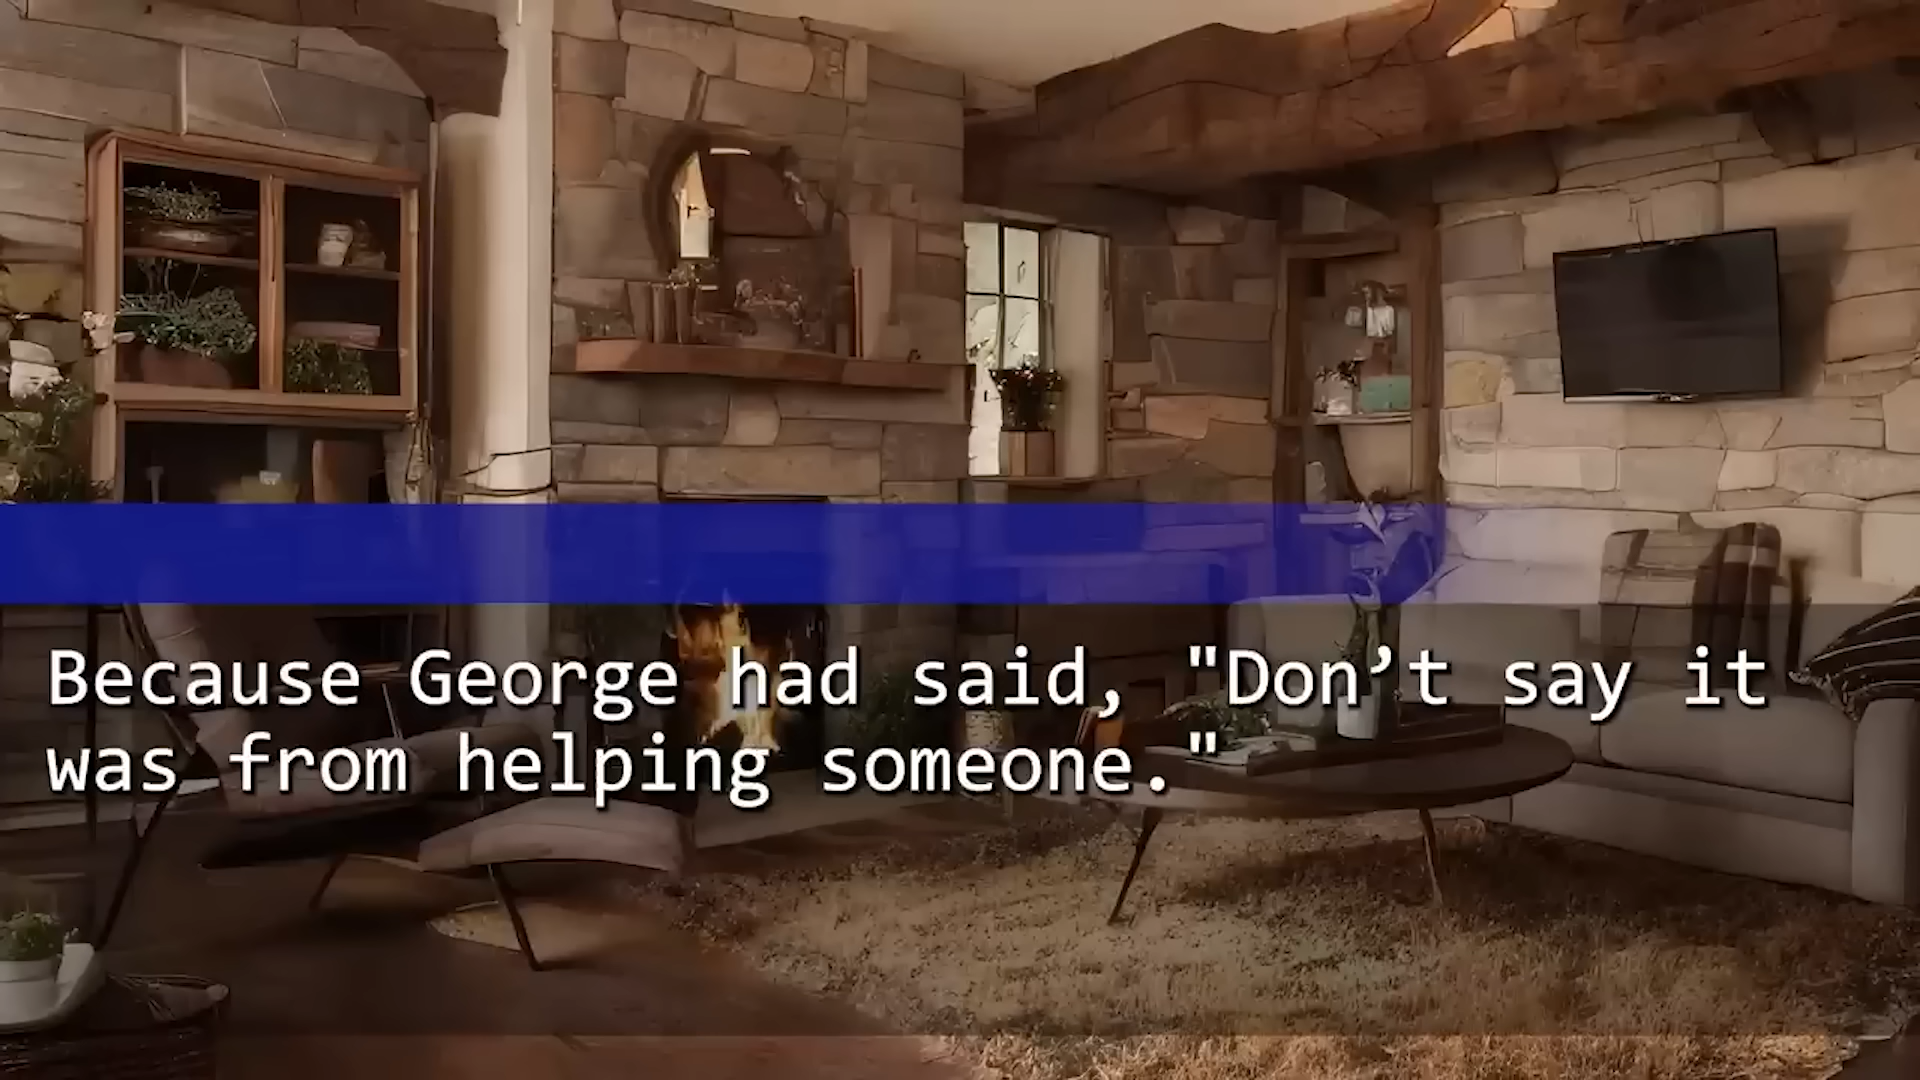 Because George had said, "Don’t say it
was from helping someone."